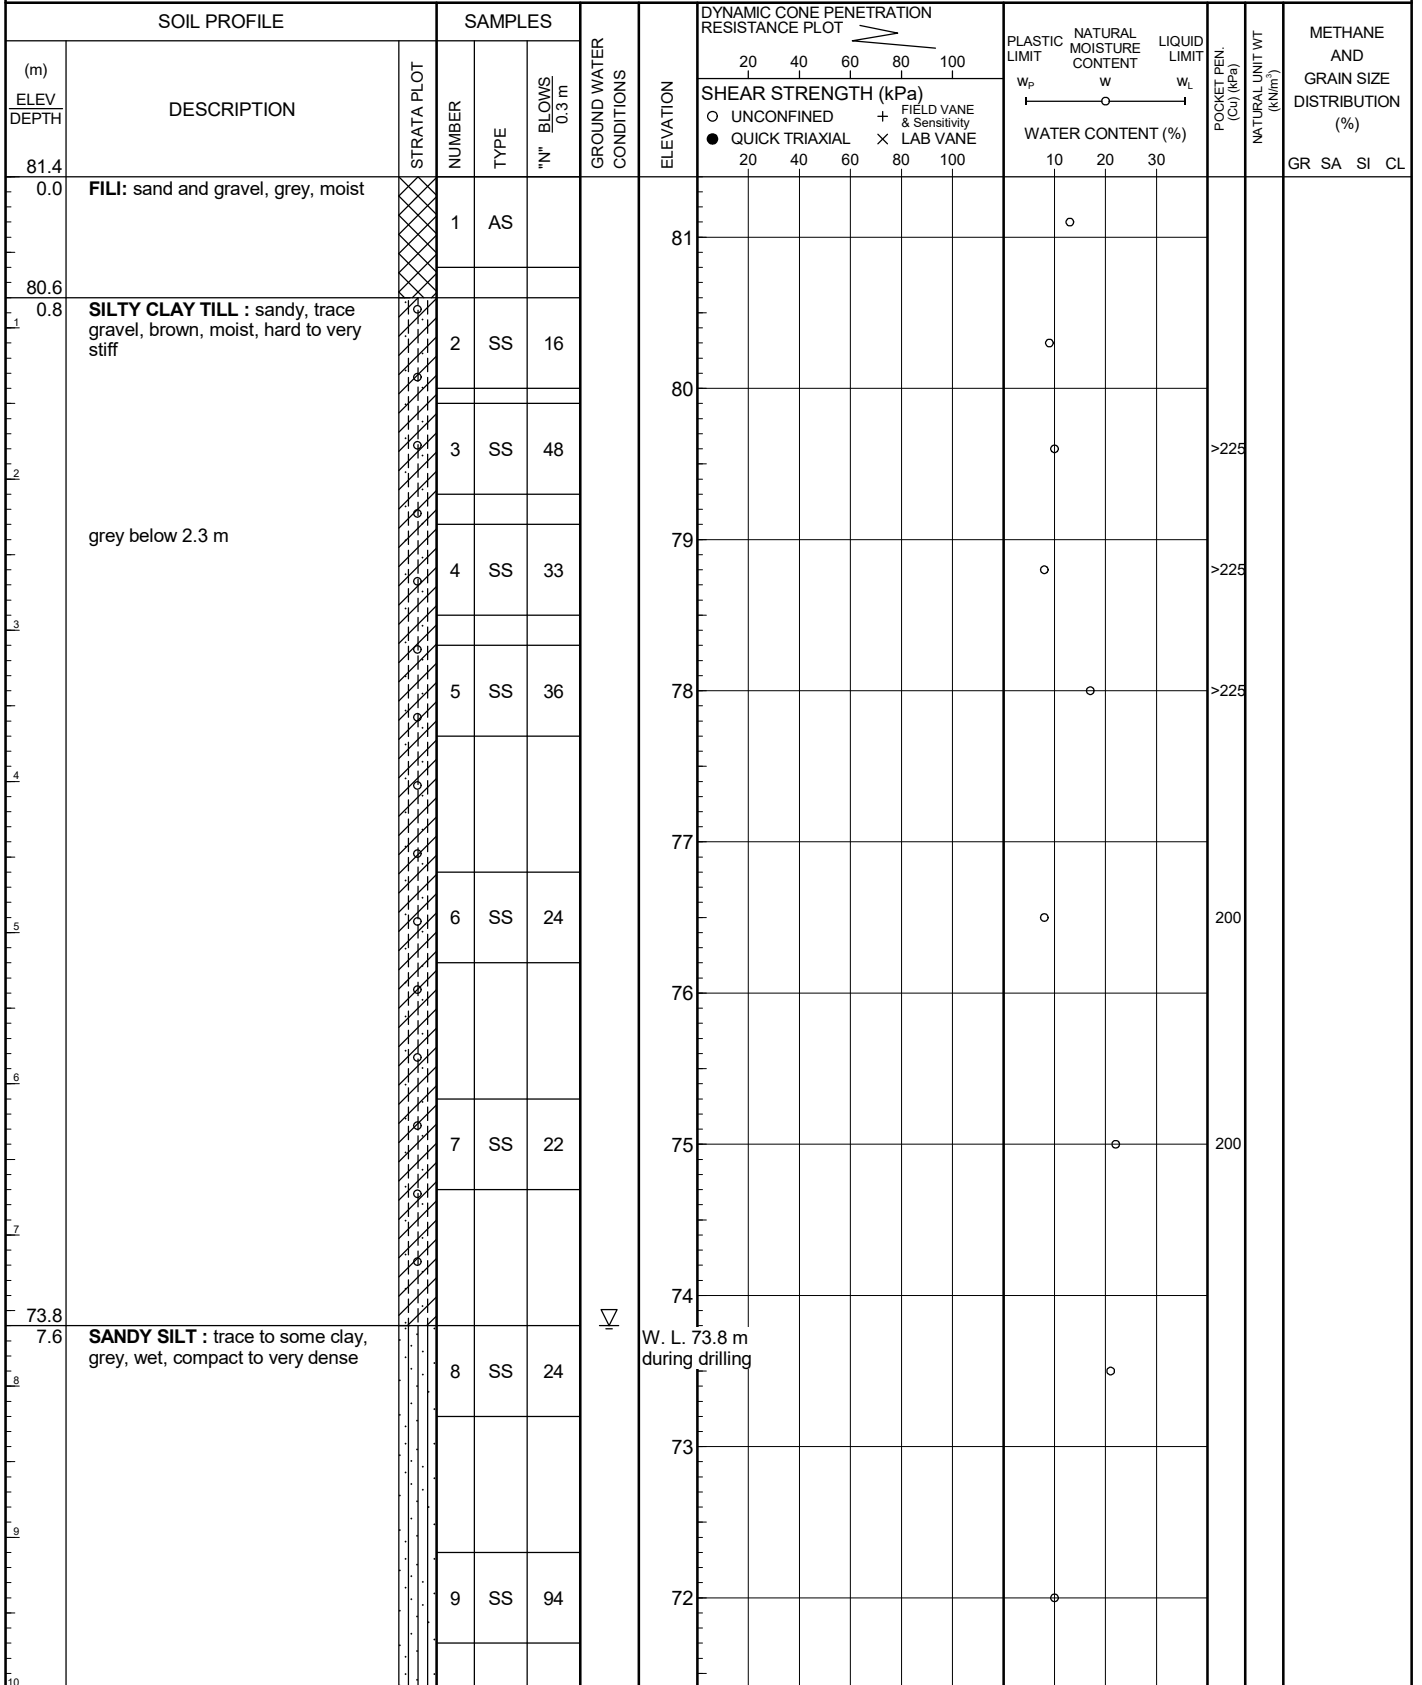 SOIL PROFILE
SAMPLES
GROUND WATER
CONDITIONS
ELEVATION
DYNAMIC CONE PENETRATION
RESISTANCE PLOT
20 40 60 80 100
SHEAR STRENGTH (kPa)
O UNCONFINED + FIELD VANE
& Sensitivity
● QUICK TRIAXIAL × LAB VANE
20 40 60 80 100
PLASTIC
LIMIT
NATURAL
MOISTURE
CONTENT
LIQUID
LIMIT
WP W WL
WATER CONTENT (%)
10 20 30
POCKET PEN.
(Cu) (kPa)
NATURAL UNIT WT
(kN/m³)
METHANE
AND
GRAIN SIZE
DISTRIBUTION
(%)
GR SA SI CL
(m)
ELEV
DEPTH
DESCRIPTION
STRATA PLOT
NUMBER
TYPE
"N" BLOWS
0.3 m
81.4
0.0 FILI: sand and gravel, grey, moist
1 AS
81
80.6
0.8 SILTY CLAY TILL : sandy, trace
gravel, brown, moist, hard to very
stiff
1
2 SS 16
80
3 SS 48 >225
2
grey below 2.3 m
79
4 SS 33 >225
3
5 SS 36 78 >225
4
77
6 SS 24 200
5
76
6
7 SS 22 75 200
7
74
73.8
7.6 SANDY SILT : trace to some clay,
grey, wet, compact to very dense
W. L. 73.8 m
during drilling
8 SS 24
8
73
9
9 SS 94 72
10